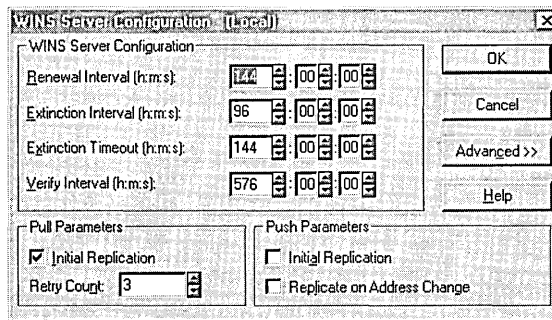 WINS Server Configuration - (Local)
WINS Server Configuration
Renewal Interval (h:m:s): 144 : 00 : 00
Extinction Interval (h:m:s): 96 : 00 : 00
Extinction Timeout (h:m:s): 144 : 00 : 00
Verify Interval (h:m:s): 576 : 00 : 00
OK
Cancel
Advanced >>
Help
Pull Parameters
Initial Replication
Retry Count: 3
Push Parameters
Initial Replication
Replicate on Address Change